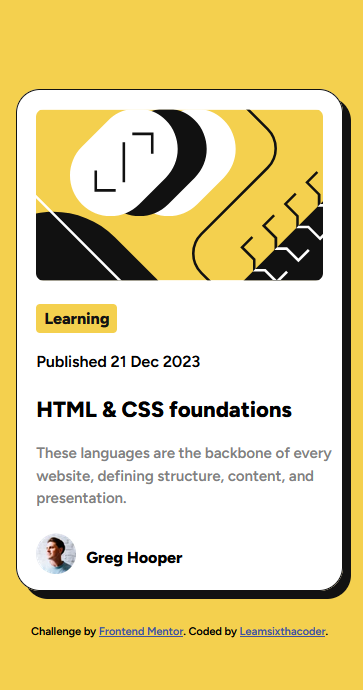 Learning
Published 21 Dec 2023
HTML & CSS foundations
These languages are the backbone of every
website, defining structure, content, and
presentation.
Greg Hooper
Challenge by Frontend Mentor. Coded by Leamsixthacoder.